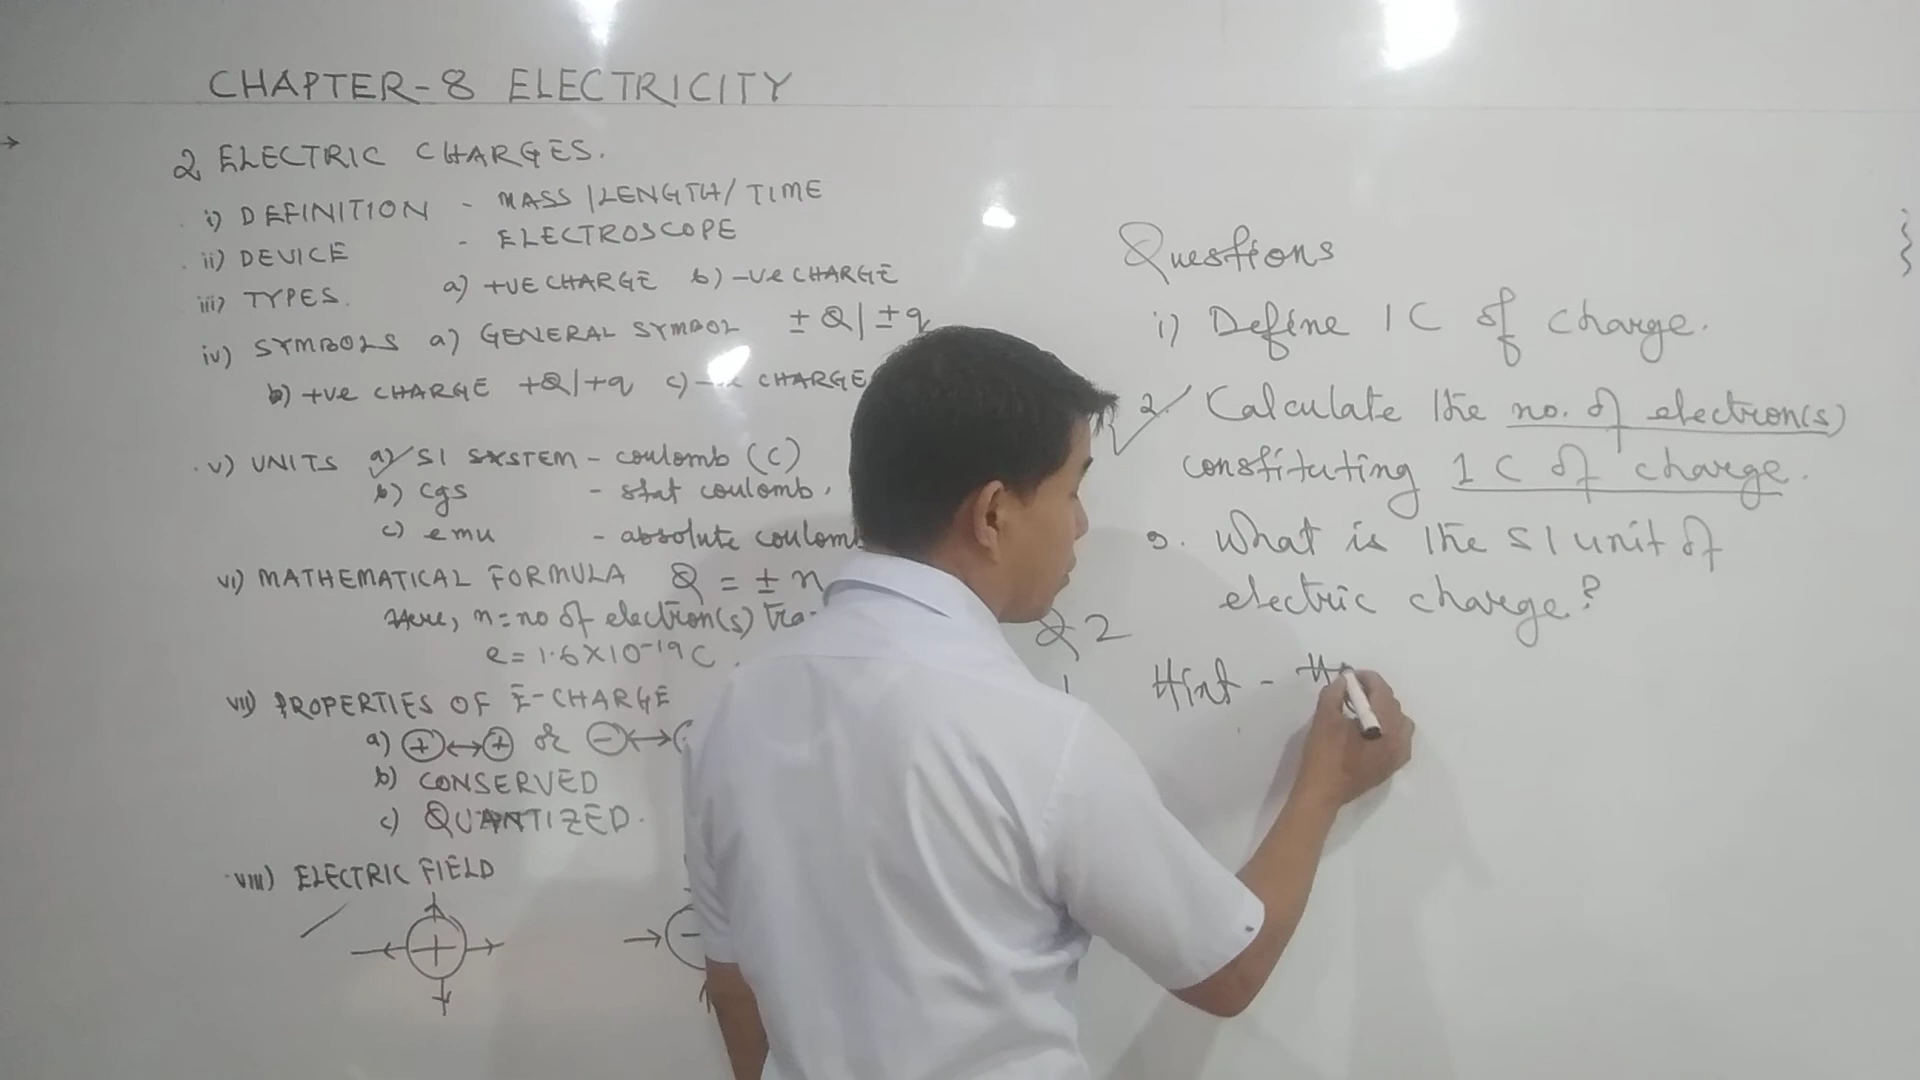 CHAPTER-8 ELECTRICITY
2 ELECTRIC CHARGES.
i) DEFINITION - MASS/LENGTH/TIME
ii) DEVICE - ELECTROSCOPE
iii) TYPES. a) +VE CHARGE b) -VE CHARGE
iv) SYMBOLS a) GENERAL SYMBOL ±Q/±q
b) +ve CHARGE +Q/+q c) CHARGE
v) UNITS a) SI SYSTEM - coulomb (C)
b) cgs - stat coulomb,
c) emu - absolute coulomb
vi) MATHEMATICAL FORMULA Q = ± n
Here, n = no of electron(s)
e = 1.6×10⁻¹⁹C.
vii) PROPERTIES OF E-CHARGE
a) + ↔ + or - ↔
b) CONSERVED
c) QUANTIZED.
viii) ELECTRIC FIELD
+
-
Questions
i) Define 1 C of charge.
2. Calculate the no. of electron(s)
constituting 1 C of charge.
3. What is the SI unit of
electric charge?
Q2
Hint -